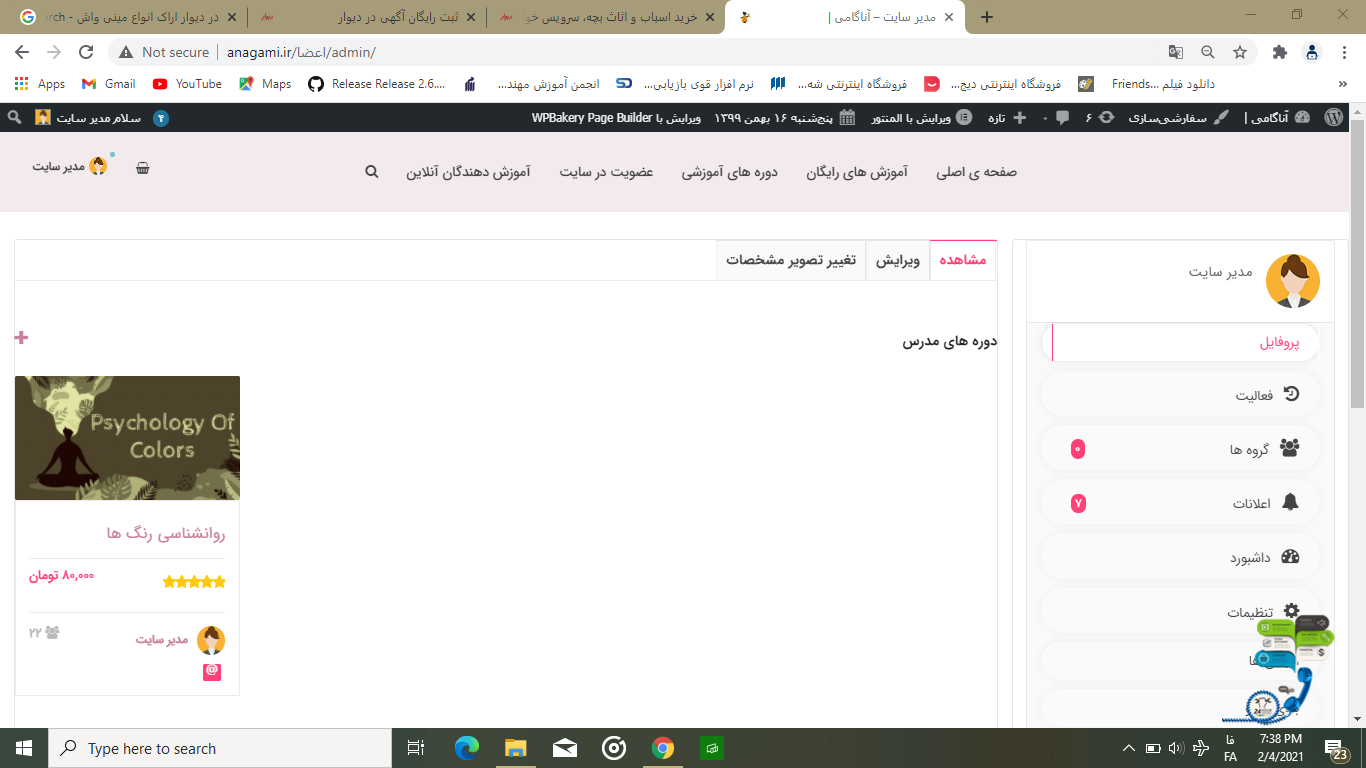 مدیر سایت – آناگامی |
خرید اسباب و اثاث بچه، سرویس خو
ثبت رایگان آگهی در دیوار
در دیوار اراک انواع مینی واش - arch
Not secure
anagami.ir/اعضا/admin/
Apps
Gmail
YouTube
Maps
Release Release 2.6....
انجمن آموزش مهند...
نرم افزار قوی بازیابی...
فروشگاه اینترنتی شه...
فروشگاه اینترنتی دیج...
دانلود فیلم Friends...
»
آناگامی |
سفارشی‌سازی
۶
۰
تازه
ویرایش با المنتور
پنج‌شنبه ۱۶ بهمن ۱۳۹۹
ویرایش با WPBakery Page Builder
۴
سلام مدیر سایت
صفحه ی اصلی
آموزش های رایگان
دوره های آموزشی
عضویت در سایت
آموزش دهندگان آنلاین
مدیر سایت
مدیر سایت
پروفایل
فعالیت
گروه ها
۰
اعلانات
۷
داشبورد
تنظیمات
مشاهده
ویرایش
تغییر تصویر مشخصات
دوره های مدرس
+
Psychology Of
Colors
روانشناسی رنگ ها
۸۰,۰۰۰ تومان
مدیر سایت
۲۲
@
Type here to search
فا
FA
7:38 PM
2/4/2021
23